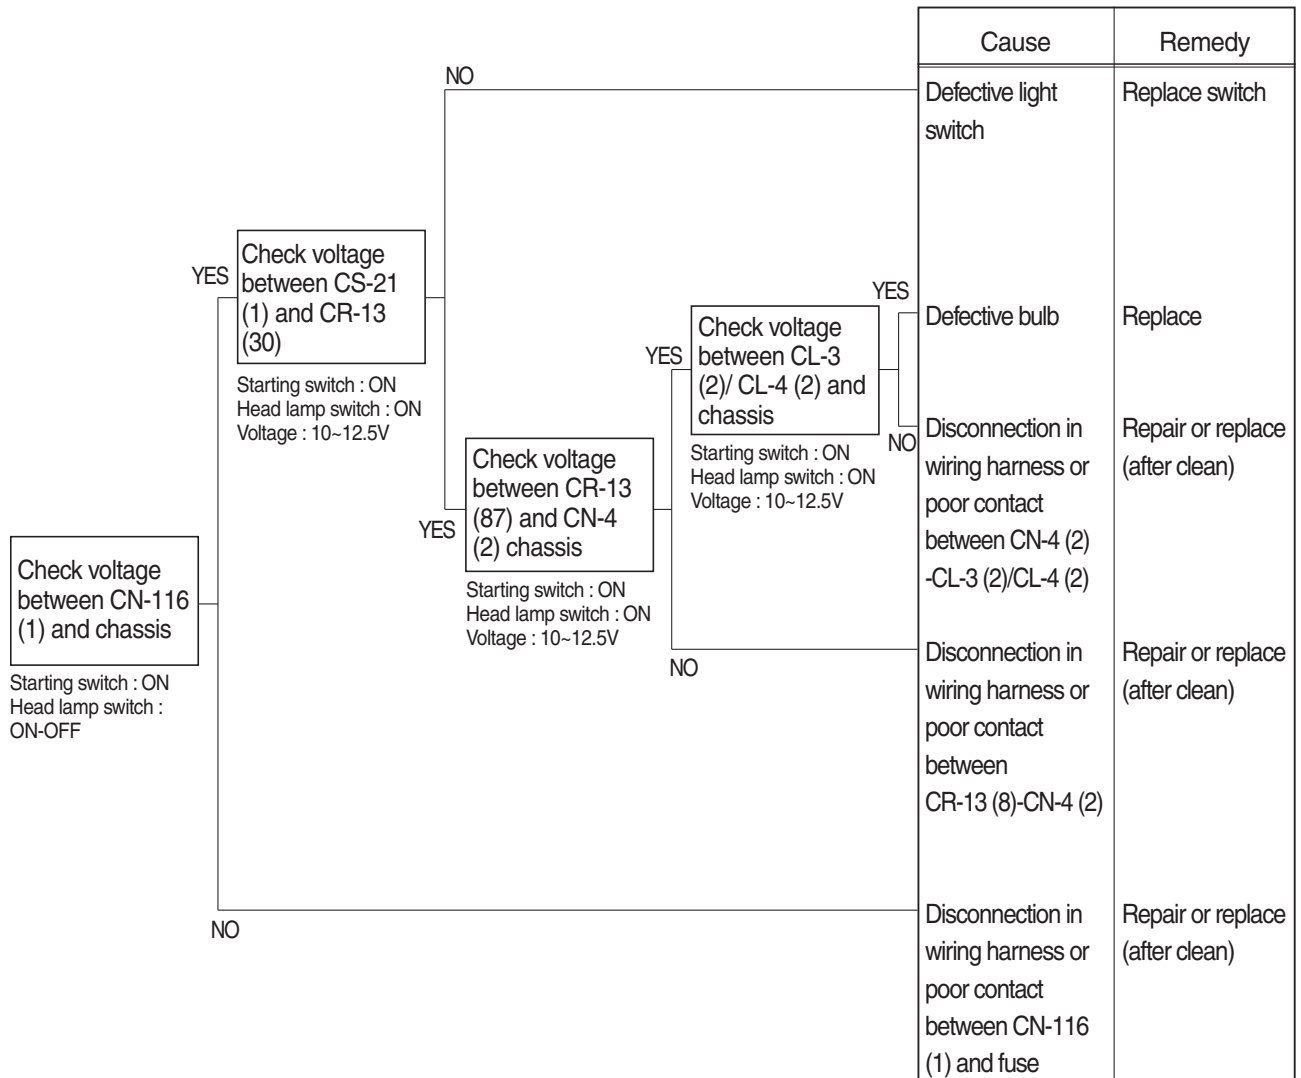 Cause
Remedy
NO
Defective light
switch
Replace switch
YES
Check voltage
between CS-21
(1) and CR-13
(30)
Starting switch : ON
Head lamp switch : ON
Voltage : 10~12.5V
YES
Check voltage
between CR-13
(87) and CN-4
(2) chassis
Starting switch : ON
Head lamp switch : ON
Voltage : 10~12.5V
YES
Check voltage
between CL-3
(2)/ CL-4 (2) and
chassis
Starting switch : ON
Head lamp switch : ON
Voltage : 10~12.5V
YES
Defective bulb
Replace
NO
Disconnection in
wiring harness or
poor contact
between CN-4 (2)
-CL-3 (2)/CL-4 (2)
Repair or replace
(after clean)
NO
Disconnection in
wiring harness or
poor contact
between
CR-13 (8)-CN-4 (2)
Repair or replace
(after clean)
Check voltage
between CN-116
(1) and chassis
Starting switch : ON
Head lamp switch :
ON-OFF
NO
Disconnection in
wiring harness or
poor contact
between CN-116
(1) and fuse
Repair or replace
(after clean)